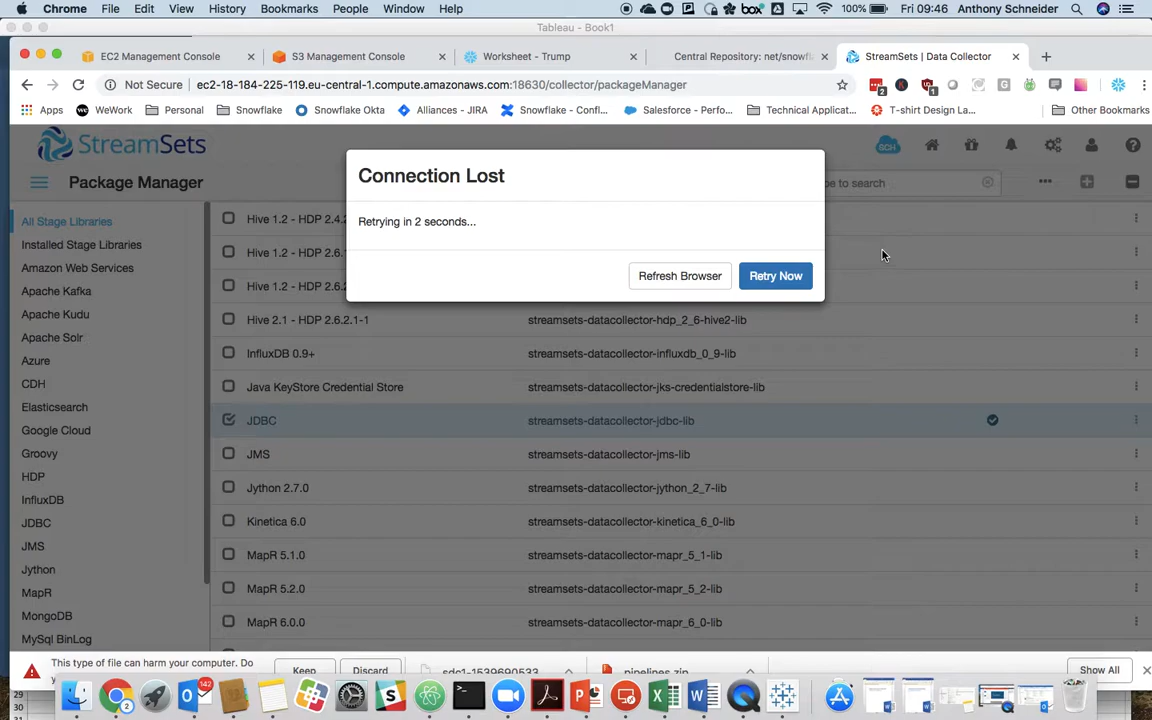 Chrome File Edit View History Bookmarks People Window Help
box 100% Fri 09:46 Anthony Schneider
Tableau - Book1
EC2 Management Console
S3 Management Console
Worksheet - Trump
Central Repository: net/snowfl
StreamSets | Data Collector
Not Secure ec2-18-184-225-119.eu-central-1.compute.amazonaws.com:18630/collector/packageManager
Apps WeWork Personal Snowflake Snowflake Okta Alliances - JIRA Snowflake - Confl... Salesforce - Perfo... Technical Applicat... T-shirt Design La... Other Bookmarks
StreamSets
SCH
Package Manager
e to search
Connection Lost
Retrying in 2 seconds...
Refresh Browser
Retry Now
All Stage Libraries
Installed Stage Libraries
Amazon Web Services
Apache Kafka
Apache Kudu
Apache Solr
Azure
CDH
Elasticsearch
Google Cloud
Groovy
HDP
InfluxDB
JDBC
JMS
Jython
MapR
MongoDB
MySql BinLog
Hive 1.2 - HDP 2.4.
Hive 1.2 - HDP 2.6.
Hive 1.2 - HDP 2.6.
Hive 2.1 - HDP 2.6.2.1-1 streamsets-datacollector-hdp_2_6-hive2-lib
InfluxDB 0.9+ streamsets-datacollector-influxdb_0_9-lib
Java KeyStore Credential Store streamsets-datacollector-jks-credentialstore-lib
JDBC streamsets-datacollector-jdbc-lib
JMS streamsets-datacollector-jms-lib
Jython 2.7.0 streamsets-datacollector-jython_2_7-lib
Kinetica 6.0 streamsets-datacollector-kinetica_6_0-lib
MapR 5.1.0 streamsets-datacollector-mapr_5_1-lib
MapR 5.2.0 streamsets-datacollector-mapr_5_2-lib
MapR 6.0.0 streamsets-datacollector-mapr_6_0-lib
This type of file can harm your computer. Do
Keep
Discard
sdc1-1539690533
pipelines.zip
Show All
142